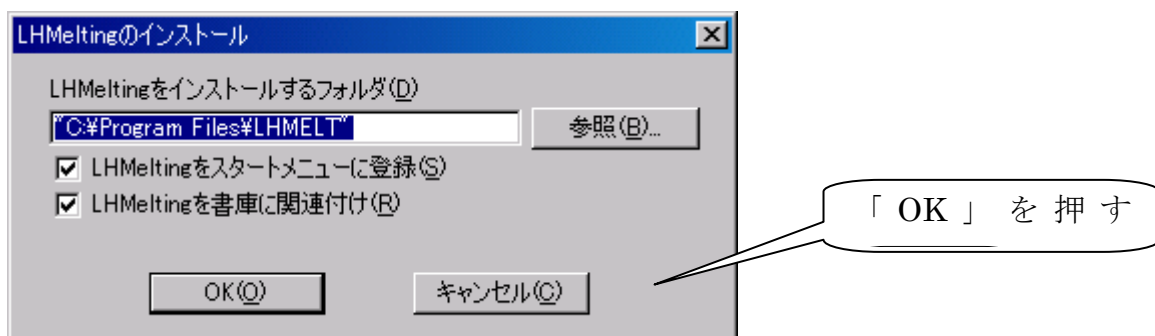 LHMeltingのインストール
LHMeltingをインストールするフォルダ(D)
"C:¥Program Files¥LHMELT"
参照(B)...
LHMeltingをスタートメニューに登録(S)
LHMeltingを書庫に関連付け(R)
「OK」を押す
OK(O)
キャンセル(C)